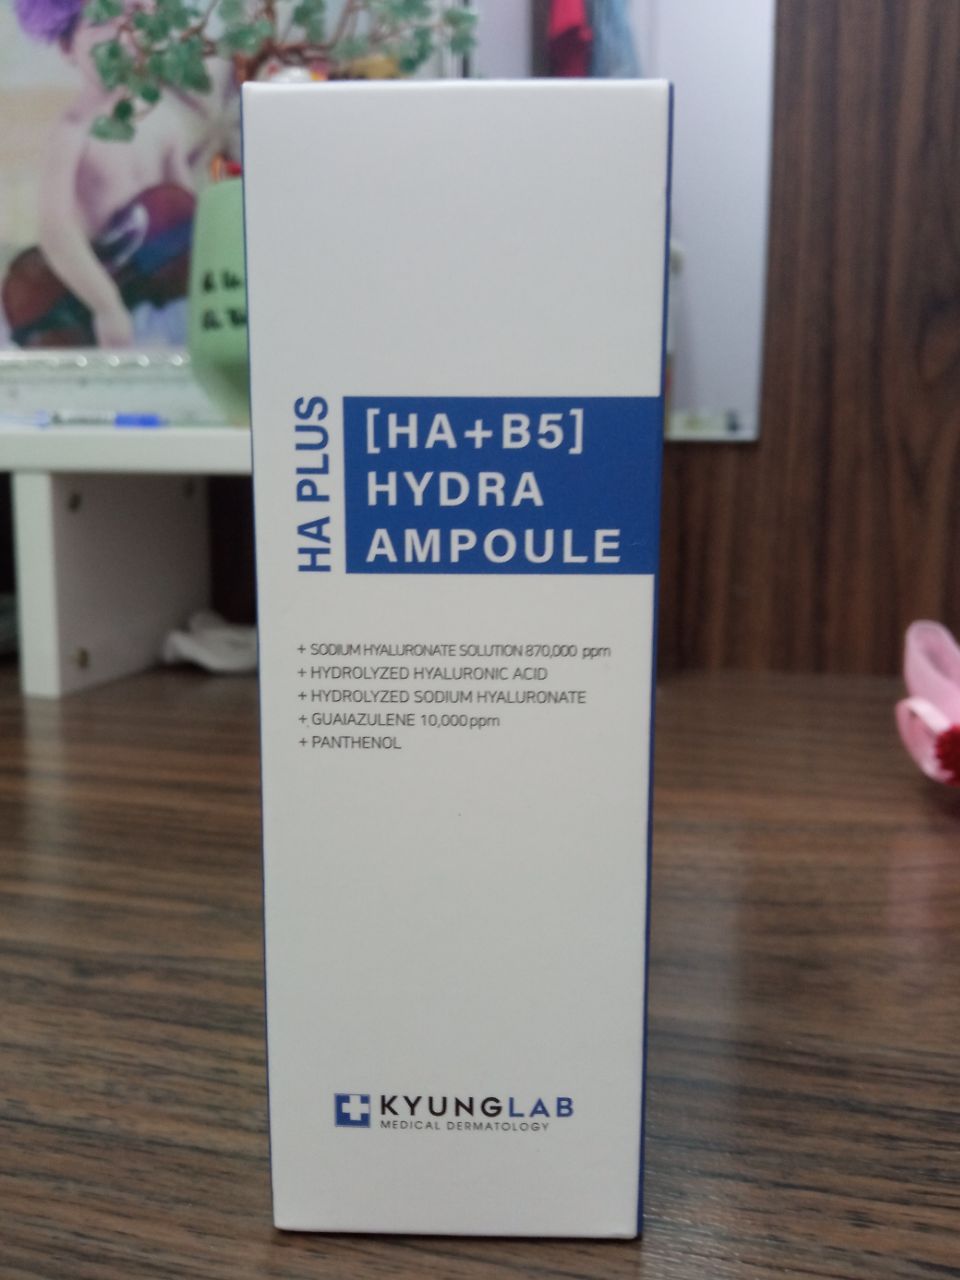 HA PLUS
[HA+B5]
HYDRA
AMPOULE
+ SODIUM HYALURONATE SOLUTION 870,000 ppm
+ HYDROLYZED HYALURONIC ACID
+ HYDROLYZED SODIUM HYALURONATE
+ GUAIAZULENE 10,000ppm
+ PANTHENOL
KYUNGLAB
MEDICAL DERMATOLOGY